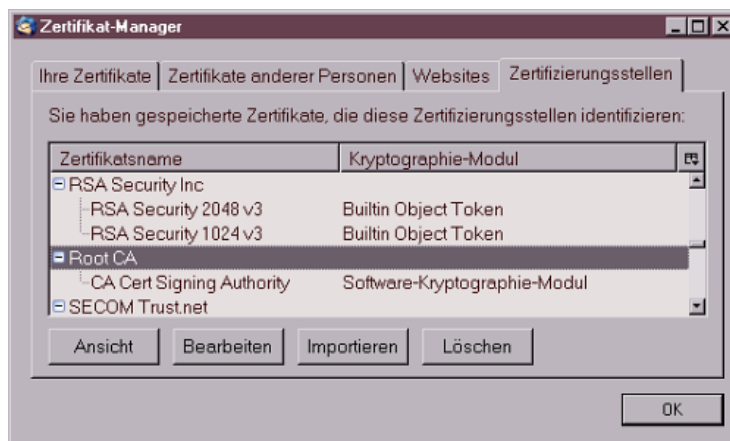 Zertifikat-Manager
Ihre Zertifikate Zertifikate anderer Personen Websites Zertifizierungsstellen
Sie haben gespeicherte Zertifikate, die diese Zertifizierungsstellen identifizieren:
Zertifikatsname Kryptographie-Modul
RSA Security Inc
RSA Security 2048 v3 Builtin Object Token
RSA Security 1024 v3 Builtin Object Token
Root CA
CA Cert Signing Authority Software-Kryptographie-Modul
SECOM Trust.net
Ansicht Bearbeiten Importieren Löschen
OK